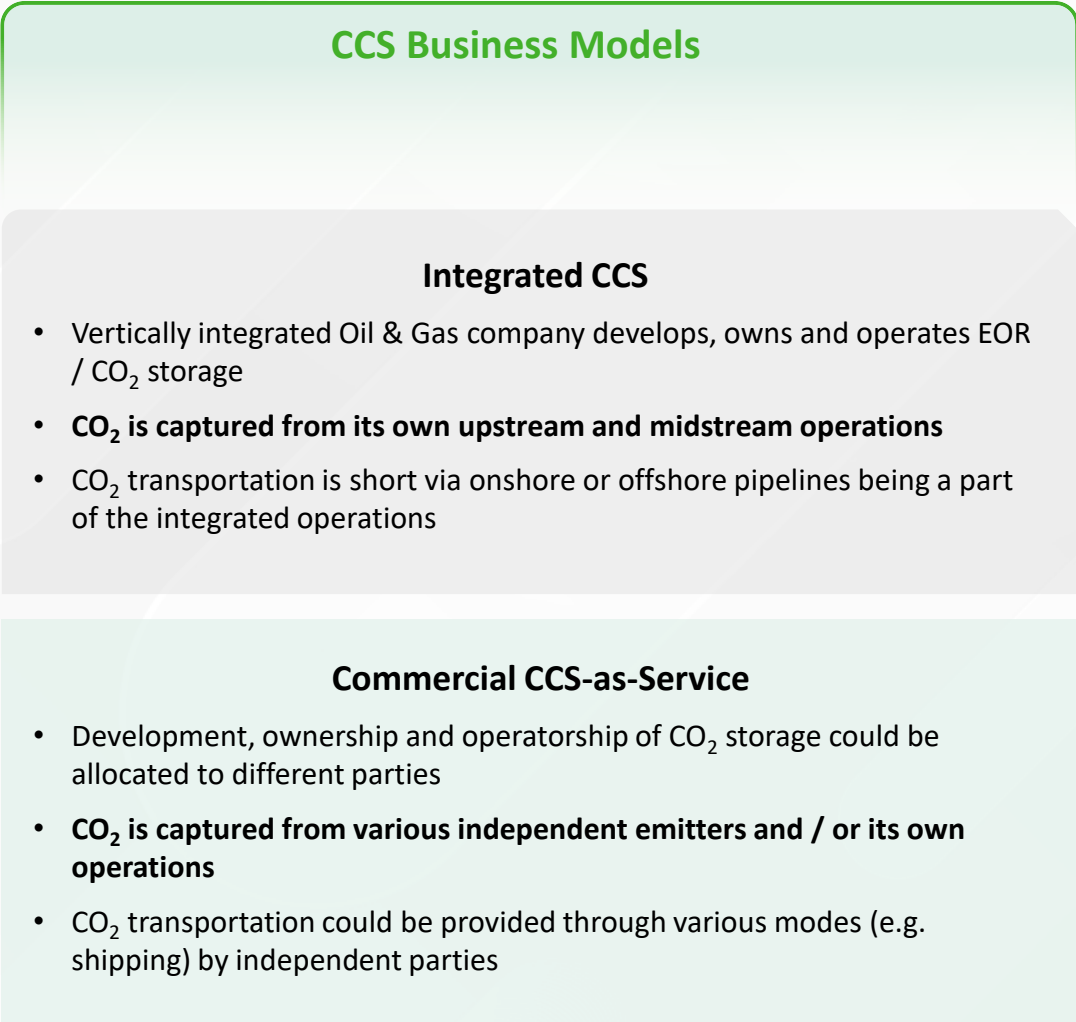 CCS Business Models
Integrated CCS
• Vertically integrated Oil & Gas company develops, owns and operates EOR
/ CO₂ storage
• CO₂ is captured from its own upstream and midstream operations
• CO₂ transportation is short via onshore or offshore pipelines being a part
of the integrated operations
Commercial CCS-as-Service
• Development, ownership and operatorship of CO₂ storage could be
allocated to different parties
• CO₂ is captured from various independent emitters and / or its own
operations
• CO₂ transportation could be provided through various modes (e.g.
shipping) by independent parties